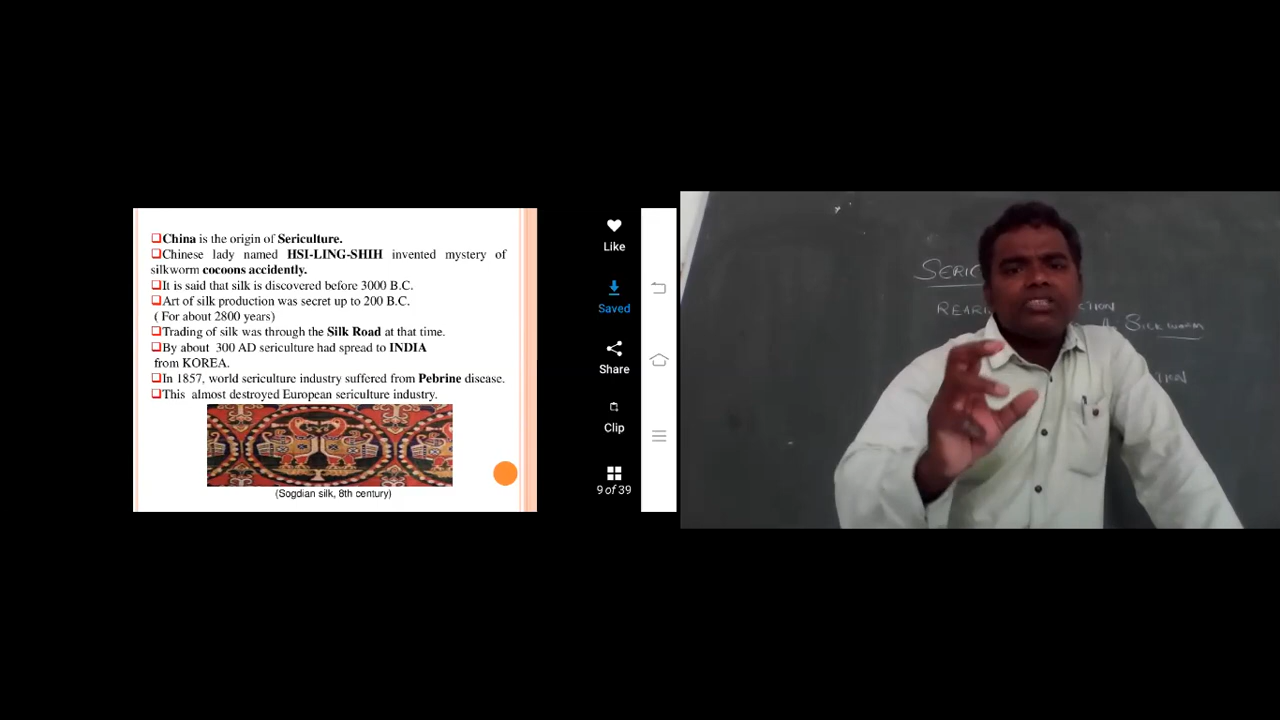 ❑China is the origin of Sericulture.
❑Chinese lady named HSI-LING-SHIH invented mystery of
silkworm cocoons accidently.
❑It is said that silk is discovered before 3000 B.C.
❑Art of silk production was secret up to 200 B.C.
( For about 2800 years)
❑Trading of silk was through the Silk Road at that time.
❑By about 300 AD sericulture had spread to INDIA
from KOREA.
❑In 1857, world sericulture industry suffered from Pebrine disease.
❑This almost destroyed European sericulture industry.
(Sogdian silk, 8th century)
Like
Saved
Share
Clip
9 of 39
SERIC
REARI
CTION
SILKWORM
TION